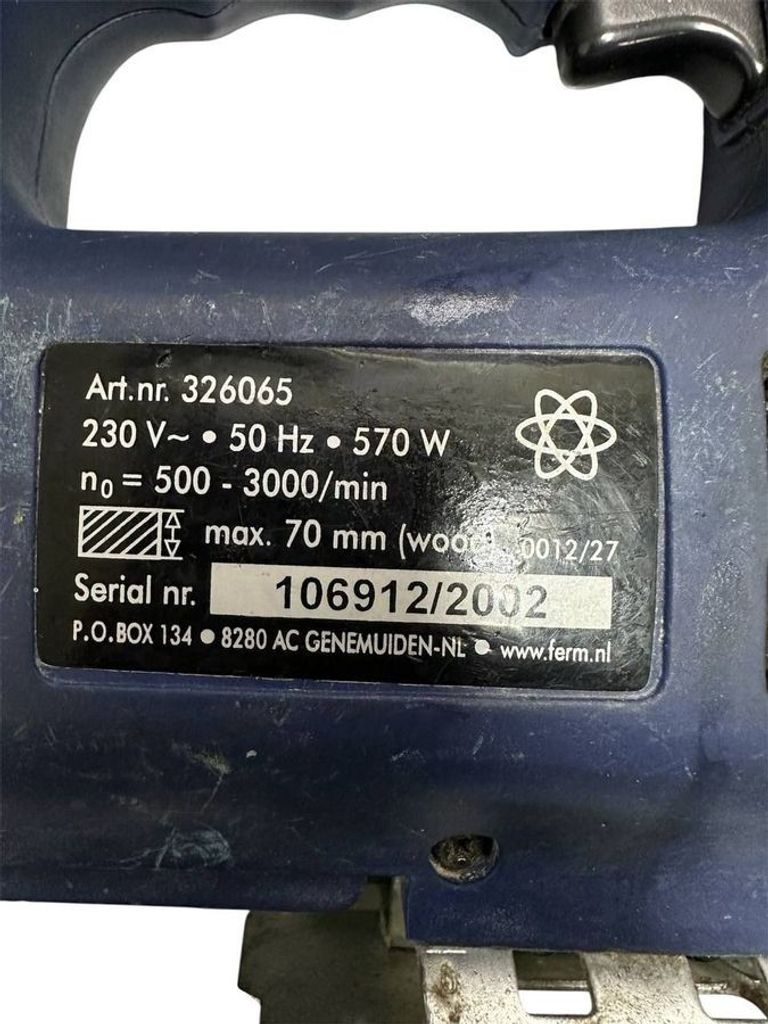 Art.nr. 326065
230 V~ • 50 Hz • 570 W
n₀ = 500 - 3000/min
max. 70 mm (wood) 0012/27
Serial nr. 106912/2002
P.O.BOX 134 • 8280 AC GENEMUIDEN-NL • www.ferm.nl